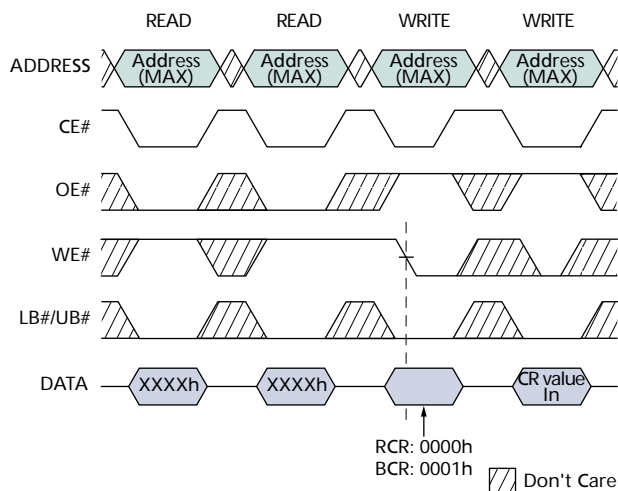 READ READ WRITE WRITE
ADDRESS Address (MAX) Address (MAX) Address (MAX) Address (MAX)
CE#
OE#
WE#
LB#/UB#
DATA XXXXh XXXXh CR value In
RCR: 0000h
BCR: 0001h
Don't Care